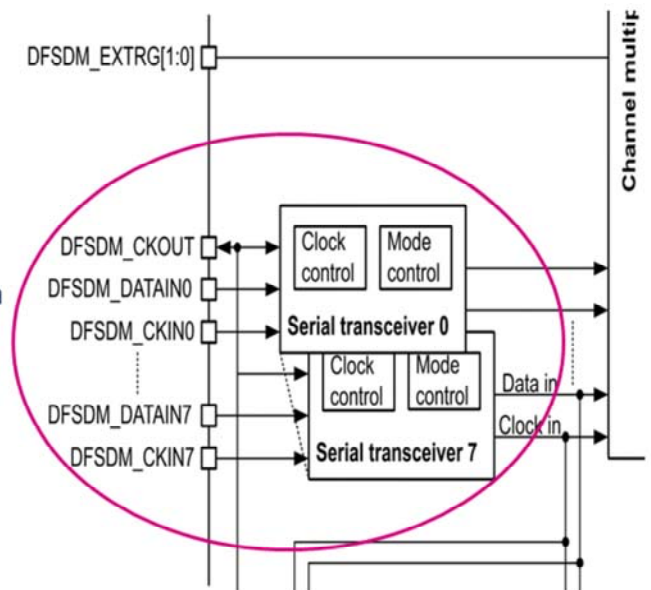 DFSDM_EXTRG[1:0]
Channel multip
DFSDM_CKOUT
DFSDM_DATAIN0
DFSDM_CKIN0
Clock
control
Mode
control
Serial transceiver 0
DFSDM_DATAIN7
DFSDM_CKIN7
Clock
control
Mode
control
Serial transceiver 7
Data in
Clock in